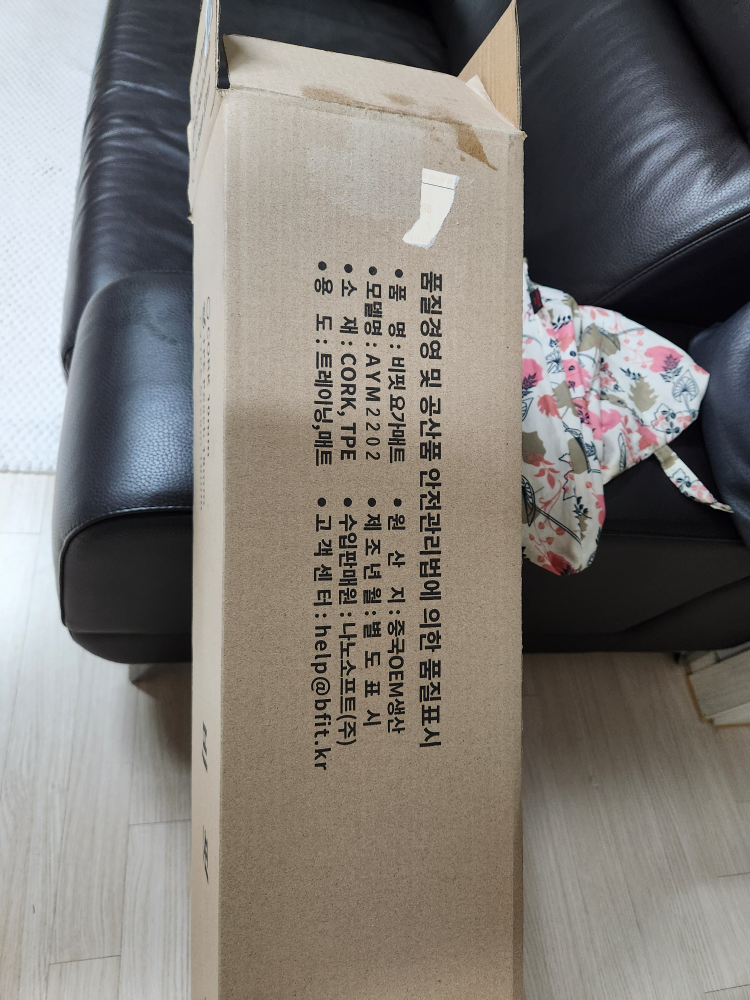 품질경영 및 공산품 안전관리법에 의한 품질표시
• 품 명 : 비핏요가매트 • 원 산 지 : 중국OEM생산
• 모델명 : AYM2202 • 제 조 년 월 : 별 도 표 시
• 소 재 : CORK, TPE • 수입판매원 : 나노소프트(주)
• 용 도 : 트레이닝,매트 • 고 객 센 터 : help@bfit.kr